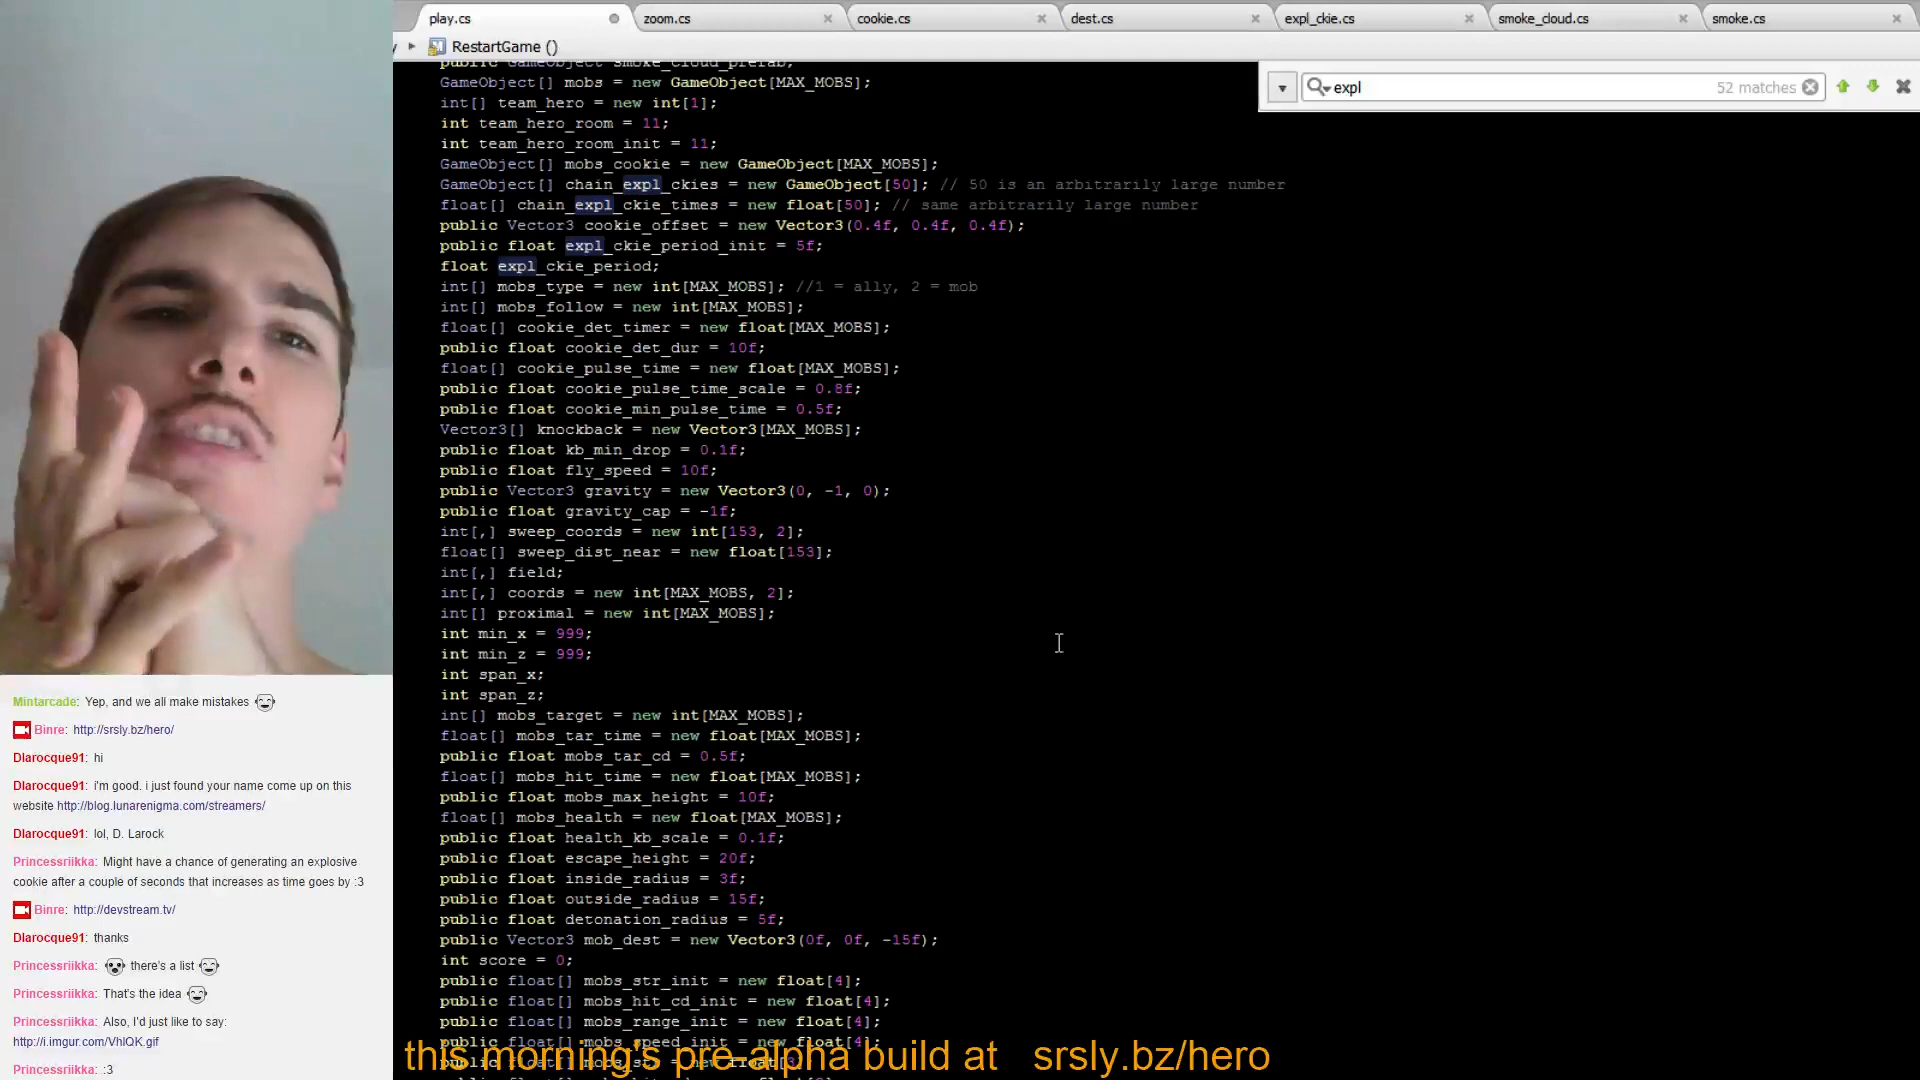 play.cs
zoom.cs
cookie.cs
dest.cs
expl_ckie.cs
smoke_cloud.cs
smoke.cs
RestartGame ()
expl
52 matches
public GameObject smoke_cloud_prefab;
GameObject[] mobs = new GameObject[MAX_MOBS];
int[] team_hero = new int[1];
int team_hero_room = 11;
int team_hero_room_init = 11;
GameObject[] mobs_cookie = new GameObject[MAX_MOBS];
GameObject[] chain_expl_ckies = new GameObject[50]; // 50 is an arbitrarily large number
float[] chain_expl_ckie_times = new float[50]; // same arbitrarily large number
public Vector3 cookie_offset = new Vector3(0.4f, 0.4f, 0.4f);
public float expl_ckie_period_init = 5f;
float expl_ckie_period;
int[] mobs_type = new int[MAX_MOBS]; //1 = ally, 2 = mob
int[] mobs_follow = new int[MAX_MOBS];
float[] cookie_det_timer = new float[MAX_MOBS];
public float cookie_det_dur = 10f;
float[] cookie_pulse_time = new float[MAX_MOBS];
public float cookie_pulse_time_scale = 0.8f;
public float cookie_min_pulse_time = 0.5f;
Vector3[] knockback = new Vector3[MAX_MOBS];
public float kb_min_drop = 0.1f;
public float fly_speed = 10f;
public Vector3 gravity = new Vector3(0, -1, 0);
public float gravity_cap = -1f;
int[,] sweep_coords = new int[153, 2];
float[] sweep_dist_near = new float[153];
int[,] field;
int[,] coords = new int[MAX_MOBS, 2];
int[] proximal = new int[MAX_MOBS];
int min_x = 999;
int min_z = 999;
int span_x;
int span_z;
int[] mobs_target = new int[MAX_MOBS];
float[] mobs_tar_time = new float[MAX_MOBS];
public float mobs_tar_cd = 0.5f;
float[] mobs_hit_time = new float[MAX_MOBS];
public float mobs_max_height = 10f;
float[] mobs_health = new float[MAX_MOBS];
public float health_kb_scale = 0.1f;
public float escape_height = 20f;
public float inside_radius = 3f;
public float outside_radius = 15f;
public float detonation_radius = 5f;
public Vector3 mob_dest = new Vector3(0f, 0f, -15f);
int score = 0;
public float[] mobs_str_init = new float[4];
public float[] mobs_hit_cd_init = new float[4];
public float[] mobs_range_init = new float[4];
public float[] mobs_speed_init = new float[4];
Mintarcade: Yep, and we all make mistakes
Binre: http://srsly.bz/hero/
Dlarocque91: hi
Dlarocque91: i'm good. i just found your name come up on this
website http://blog.lunarenigma.com/streamers/
Dlarocque91: lol, D. Larock
Princessriikka: Might have a chance of generating an explosive
cookie after a couple of seconds that increases as time goes by :3
Binre: http://devstream.tv/
Dlarocque91: thanks
Princessriikka: there's a list
Princessriikka: That's the idea
Princessriikka: Also, I'd just like to say:
http://i.imgur.com/VhlQK.gif
Princessriikka: :3
this morning's pre-alpha build at srsly.bz/hero